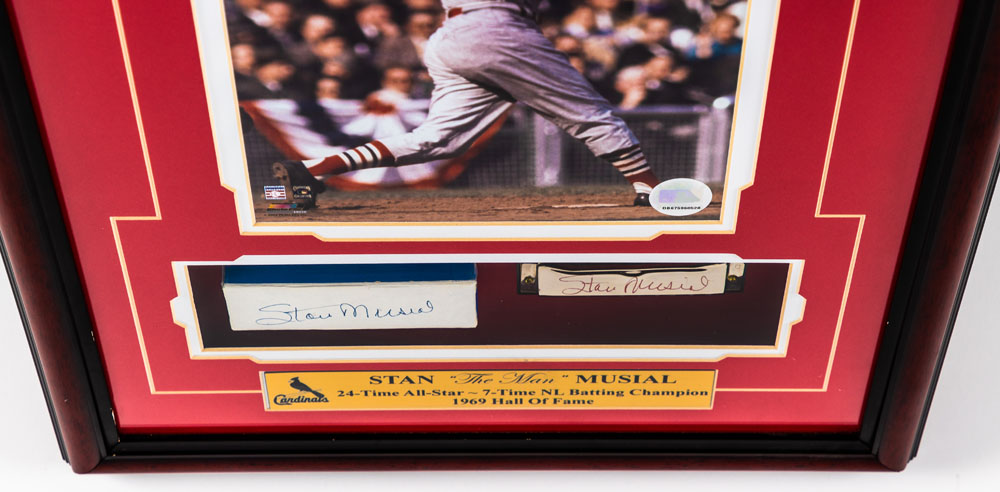 Stan Musial
Stan Musial
STAN "The Man" MUSIAL
Cardinals
24-Time All-Star ~ 7-Time NL Batting Champion
1969 Hall Of Fame